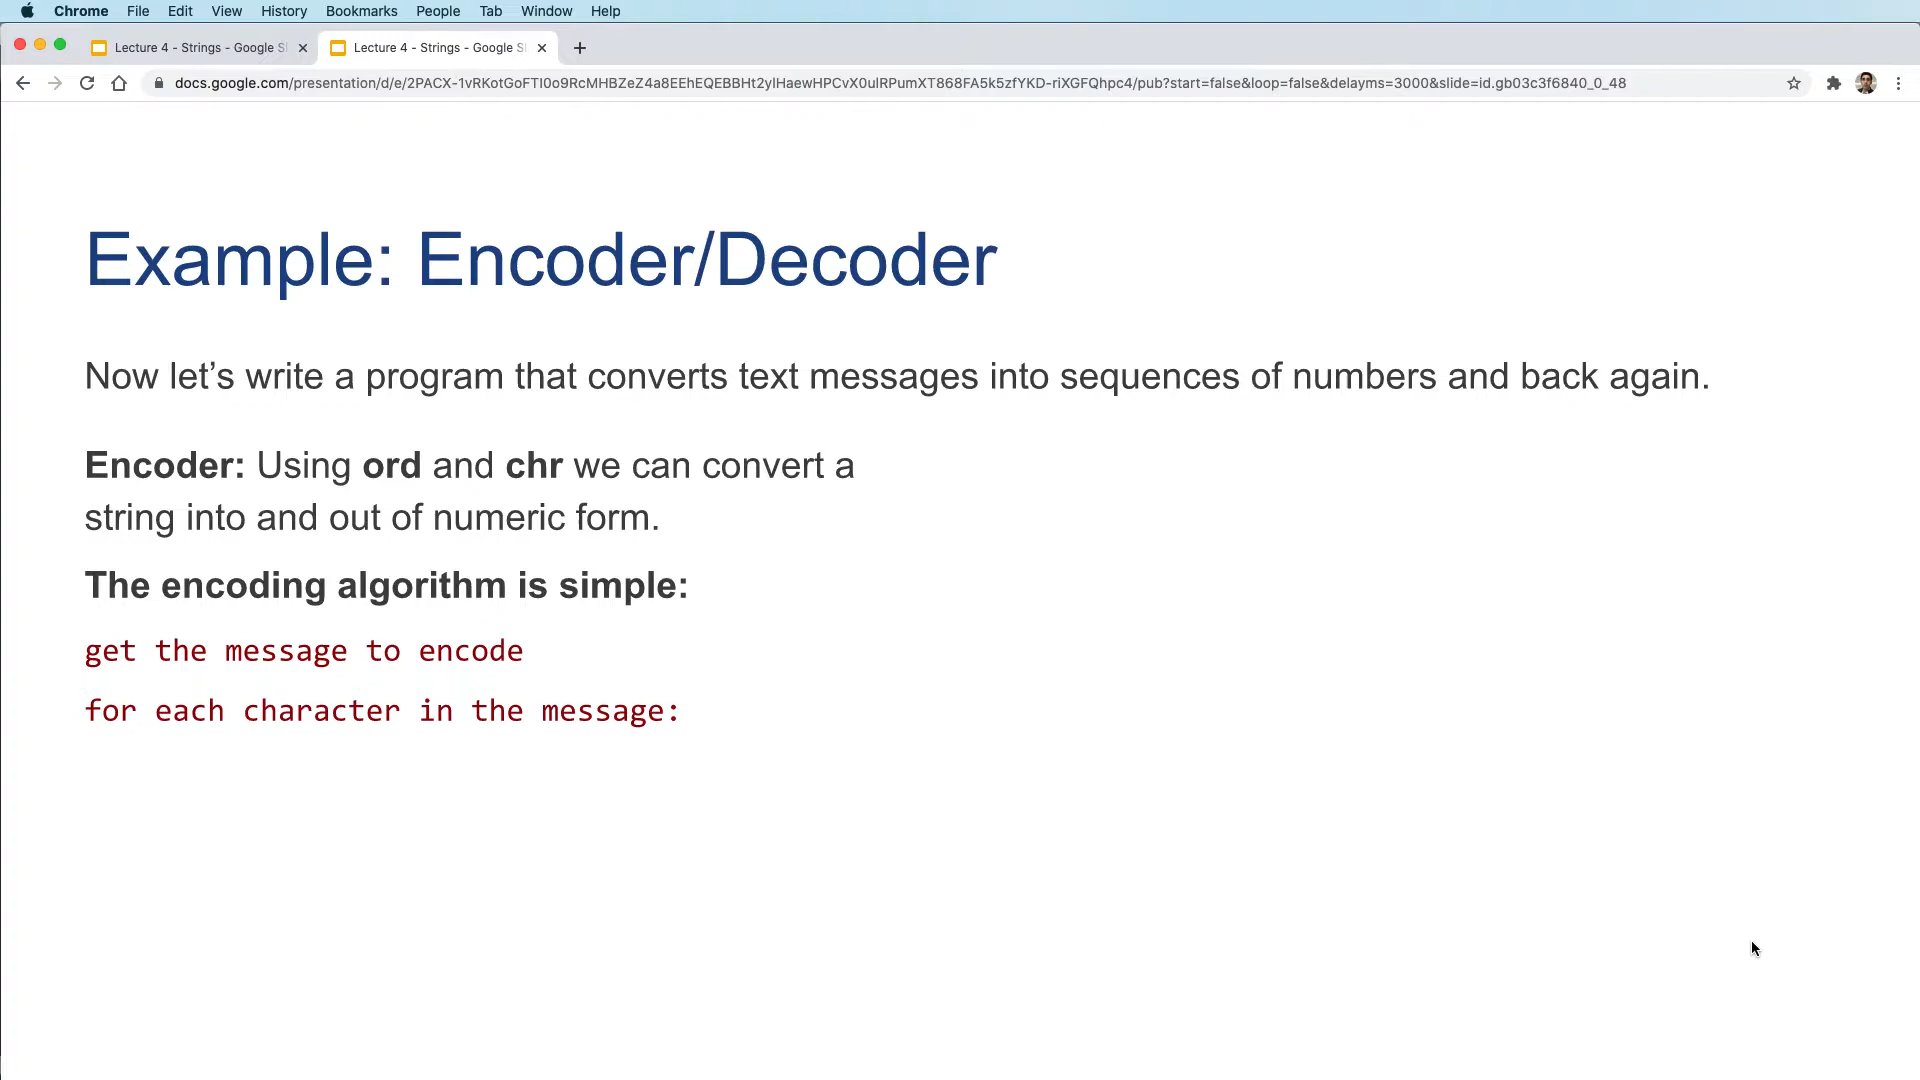 Chrome File Edit View History Bookmarks People Tab Window Help
Lecture 4 - Strings - Google S Lecture 4 - Strings - Google S
docs.google.com/presentation/d/e/2PACX-1vRKotGoFTI0o9RcMHBZeZ4a8EEhEQEBBHt2ylHaewHPCvX0ulRPumXT868FA5k5zfYKD-riXGFQhpc4/pub?start=false&loop=false&delayms=3000&slide=id.gb03c3f6840_0_48
Example: Encoder/Decoder
Now let’s write a program that converts text messages into sequences of numbers and back again.
Encoder: Using ord and chr we can convert a
string into and out of numeric form.
The encoding algorithm is simple:
get the message to encode
for each character in the message: